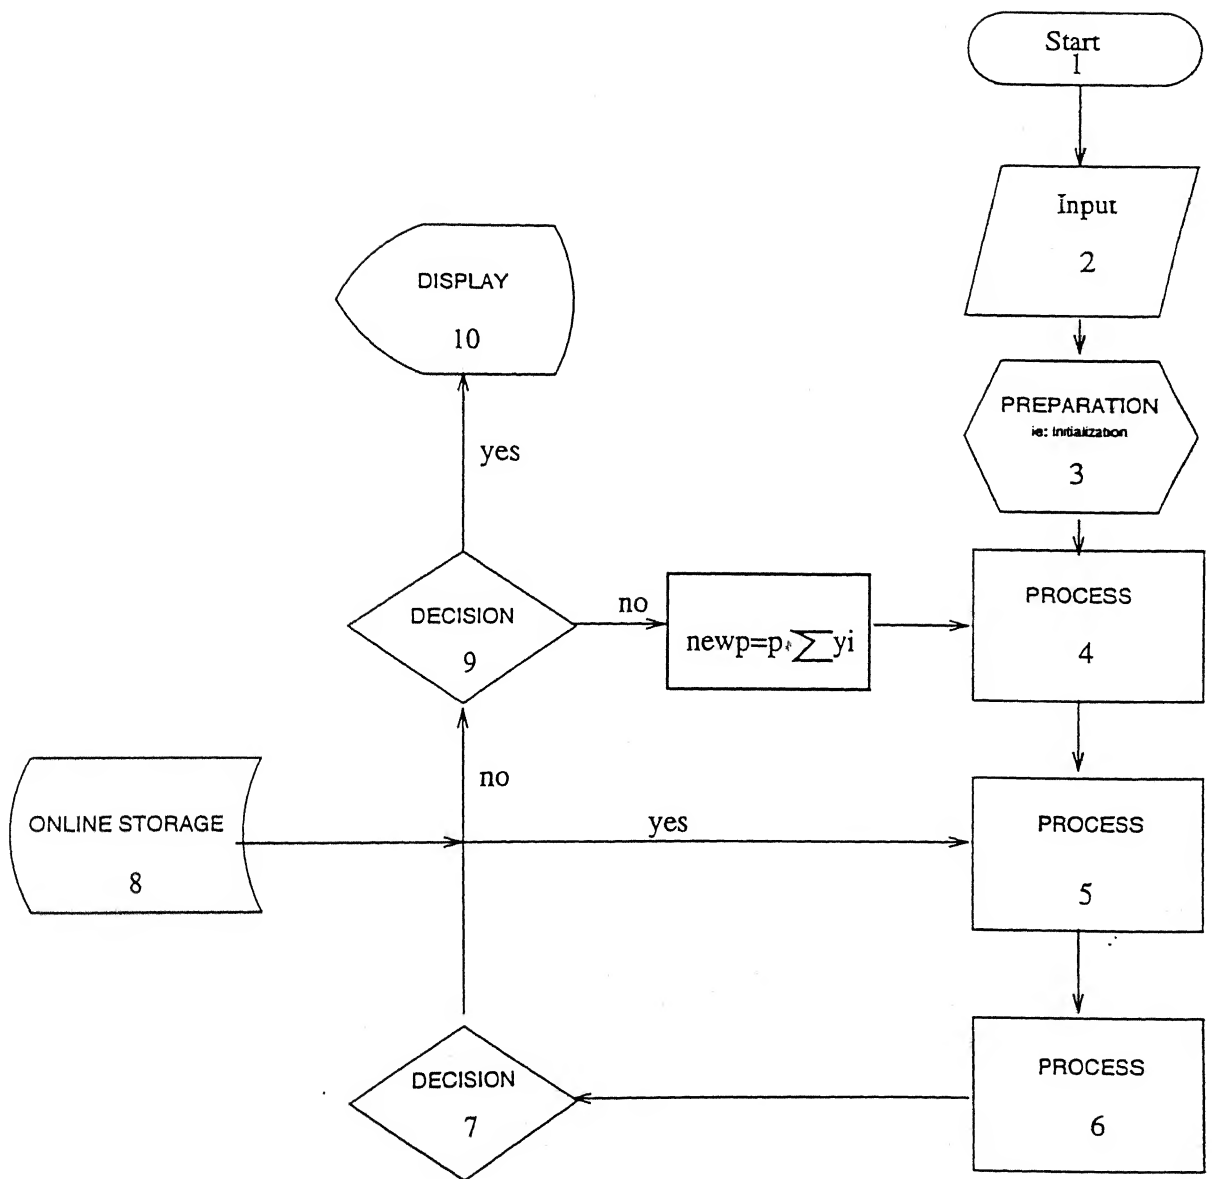 Start
1
Input
2
PREPARATION
ie: Initialization
3
PROCESS
4
PROCESS
5
PROCESS
6
DECISION
7
ONLINE STORAGE
8
yes
no
DECISION
9
no
newp=p*∑yi
yes
DISPLAY
10